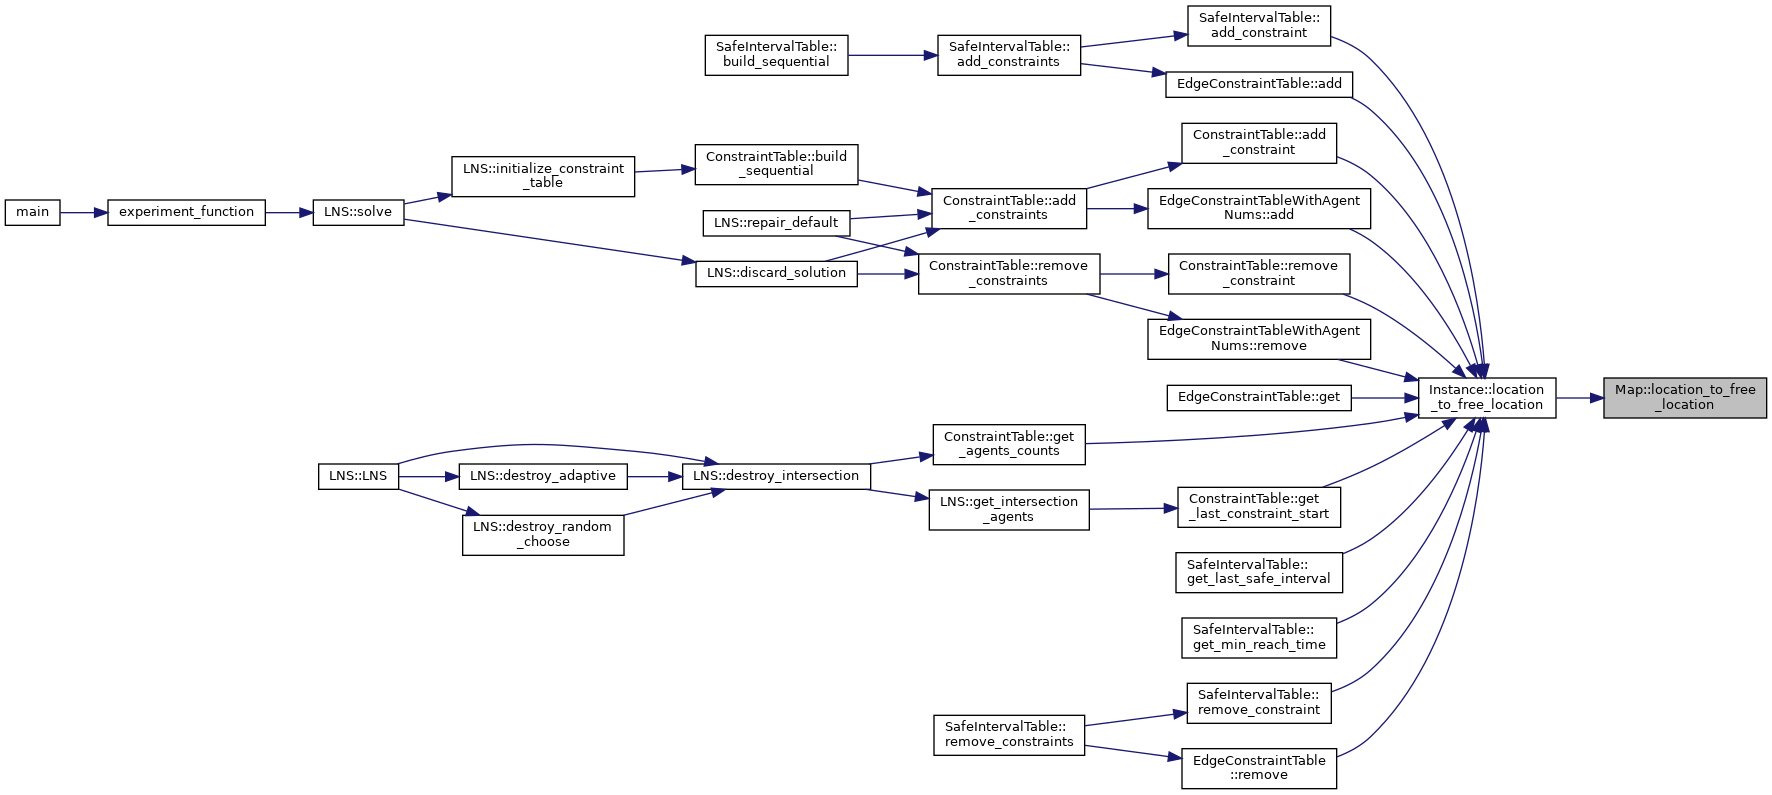 SafeIntervalTable::
add_constraint
SafeIntervalTable::
build_sequential
SafeIntervalTable::
add_constraints
EdgeConstraintTable::add
ConstraintTable::add
_constraint
ConstraintTable::build
_sequential
LNS::initialize_constraint
_table
ConstraintTable::add
_constraints
EdgeConstraintTableWithAgent
Nums::add
main
experiment_function
LNS::solve
LNS::repair_default
LNS::discard_solution
ConstraintTable::remove
_constraints
ConstraintTable::remove
_constraint
EdgeConstraintTableWithAgent
Nums::remove
EdgeConstraintTable::get
Instance::location
_to_free_location
Map::location_to_free
_location
ConstraintTable::get
_agents_counts
LNS::LNS
LNS::destroy_adaptive
LNS::destroy_intersection
LNS::destroy_random
_choose
LNS::get_intersection
_agents
ConstraintTable::get
_last_constraint_start
SafeIntervalTable::
get_last_safe_interval
SafeIntervalTable::
get_min_reach_time
SafeIntervalTable::
remove_constraint
SafeIntervalTable::
remove_constraints
EdgeConstraintTable
::remove